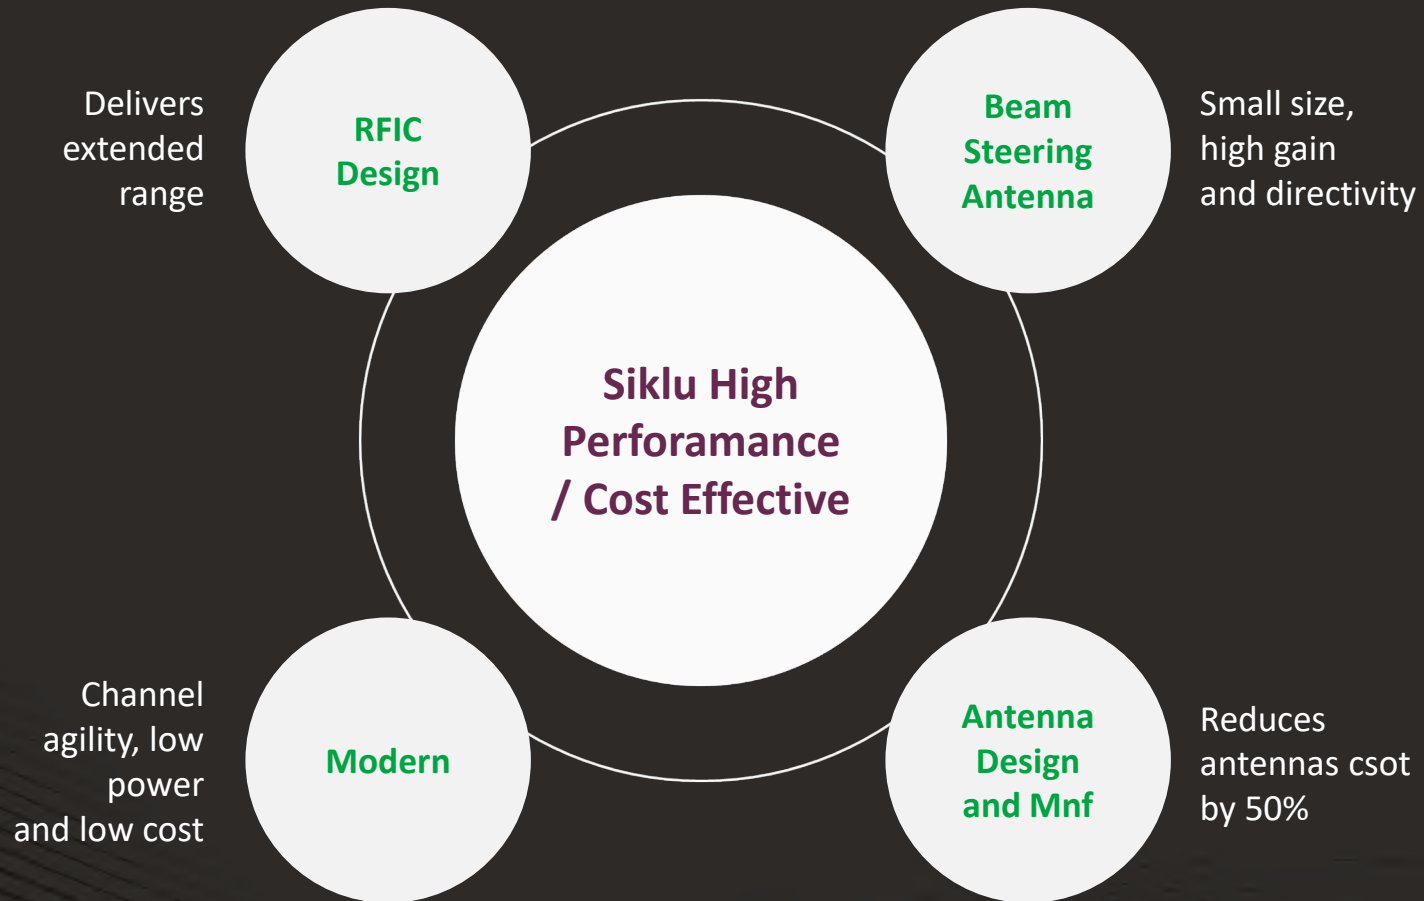 Delivers
extended
range
RFIC
Design
Beam
Steering
Antenna
Small size,
high gain
and directivity
Siklu High
Perforamance
/ Cost Effective
Channel
agility, low
power
and low cost
Modern
Antenna
Design
and Mnf
Reduces
antennas csot
by 50%